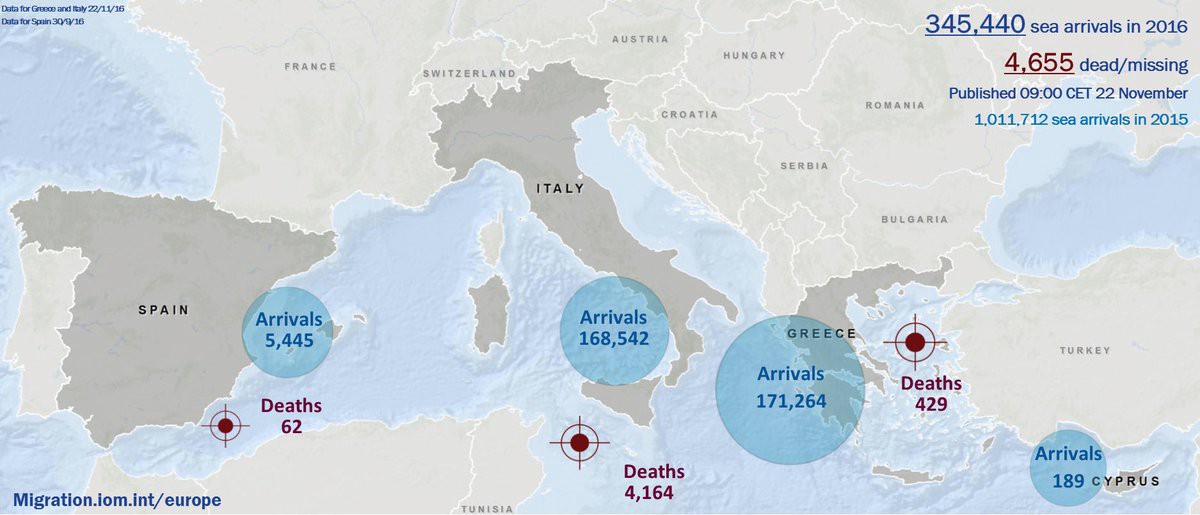 Data for Greece and Italy 22/11/16
Data for Spain 30/9/16
345,440 sea arrivals in 2016
4,655 dead/missing
Published 09:00 CET 22 November
1,011,712 sea arrivals in 2015
AUSTRIA
HUNGARY
FRANCE
SWITZERLAND
ROMANIA
CROATIA
SERBIA
ITALY
BULGARIA
SPAIN
Arrivals
5,445
Arrivals
168,542
GREECE
TURKEY
Arrivals
171,264
Deaths
429
Deaths
62
Arrivals
189
CYPRUS
Deaths
4,164
Migration.iom.int/europe
TUNISIA